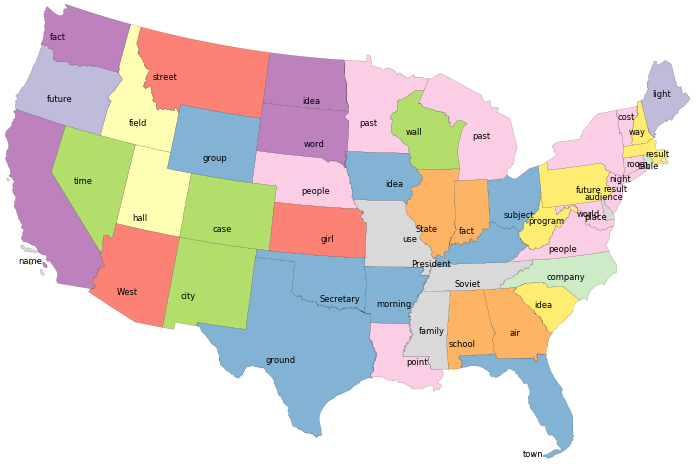 fact
street
future
field
idea
word
past
wall
past
light
cost
way
result
room
table
night
result
future
audience
world
place
program
subject
people
group
people
idea
time
hall
case
girl
use
State
fact
President
Soviet
company
idea
name
West
city
Secretary
morning
family
school
air
point
ground
town